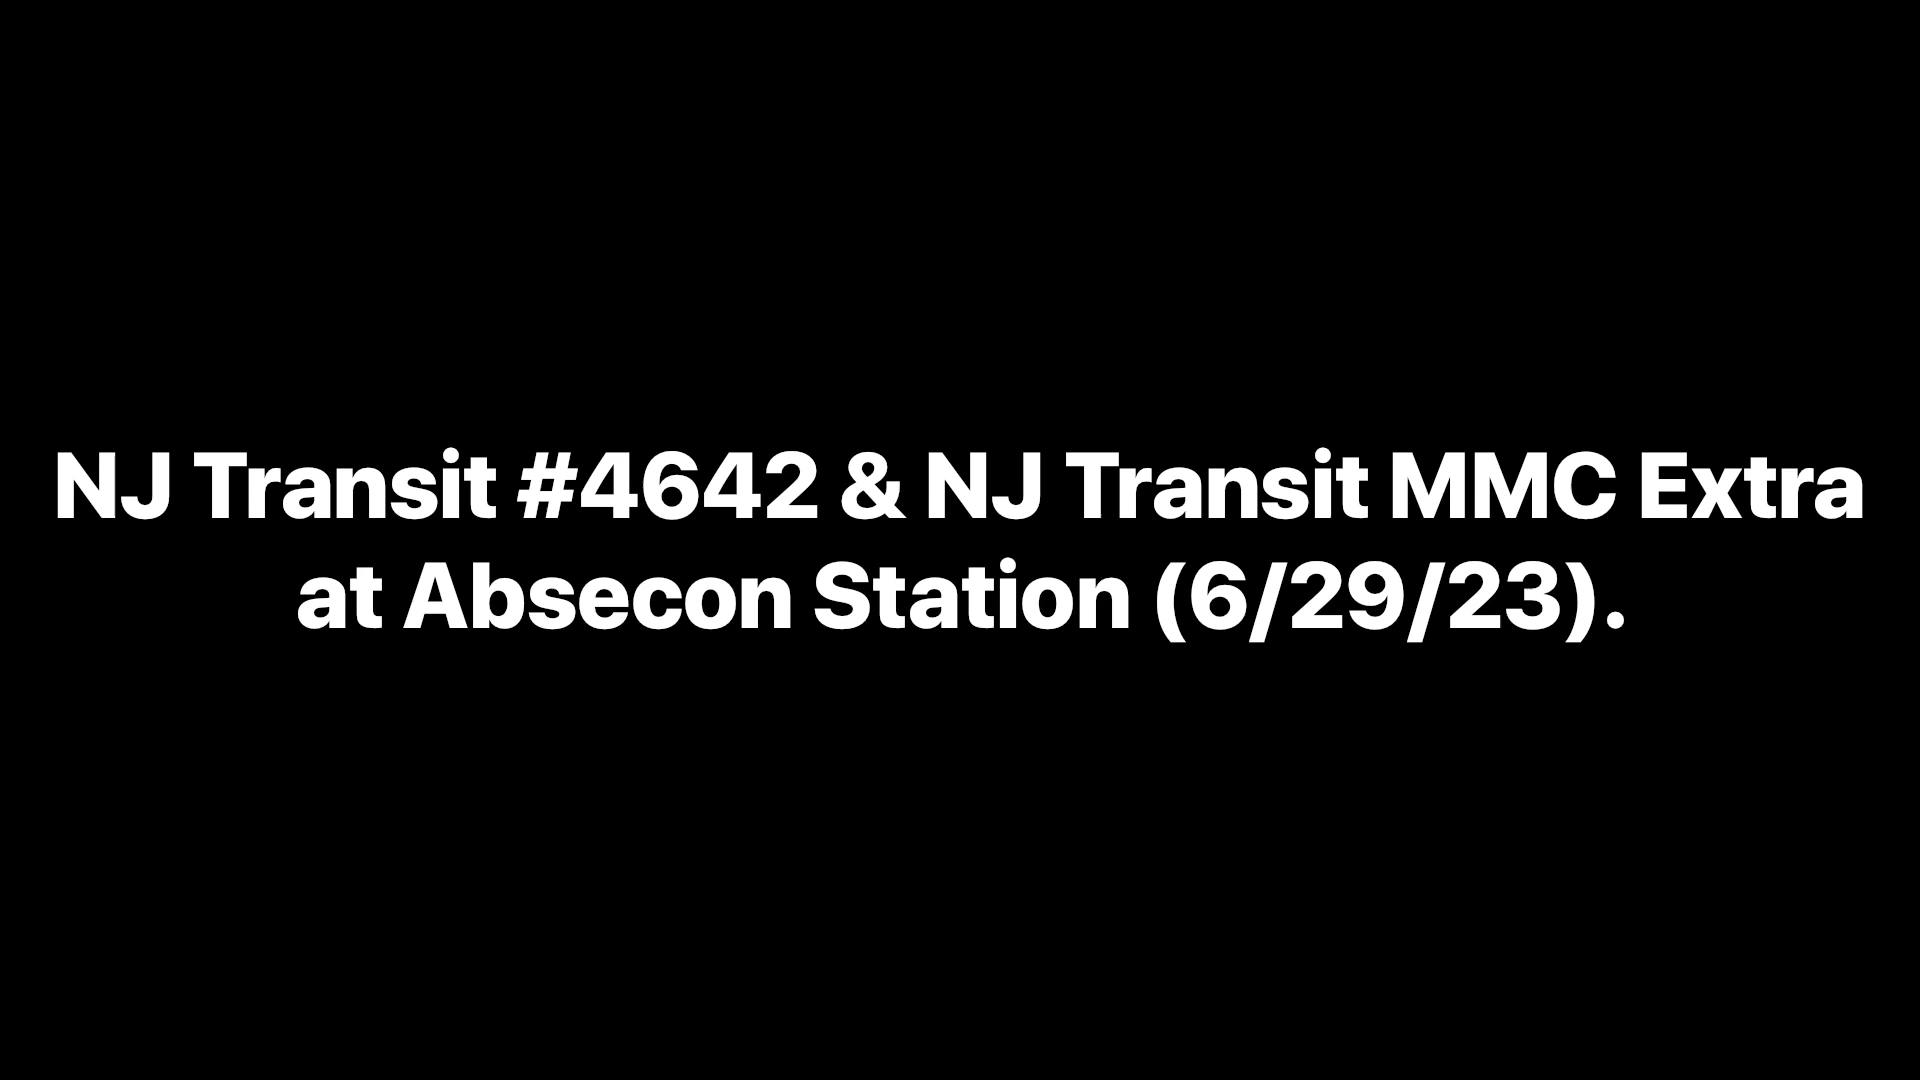 NJ Transit #4642 & NJ Transit MMC Extra
at Absecon Station (6/29/23).